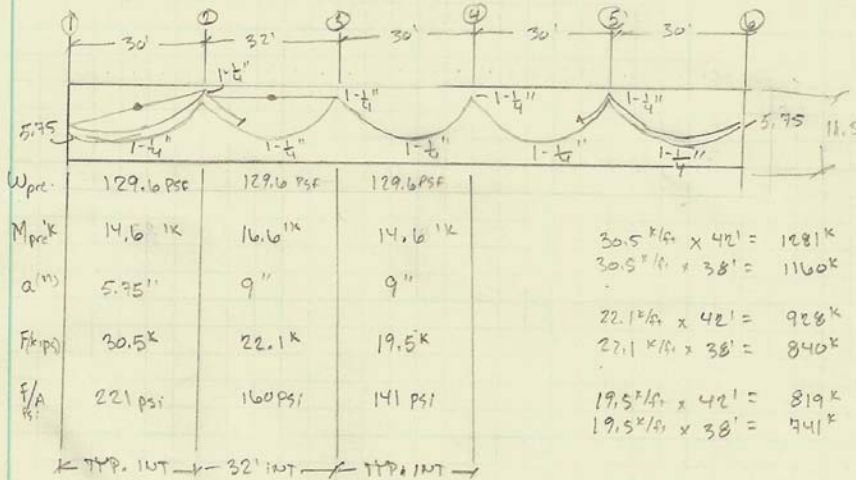 ① ② ③ ④ ⑤ ⑥
30' 32' 30' 30' 30'
1-1/4" 1-1/4" -1-1/4" 1-1/4"
5.75 5.75 11.5
1-1/4" 1-1/4" 1-1/4" 1-1/4" 1-1/4"
Wpre. 129.6 PSF 129.6 PSF 129.6 PSF
Mpre'k 14.6 'k 16.6 'k 14.6 'k
a(in) 5.75" 9" 9"
F(kips) 30.5k 22.1k 19.5k
F/A psi 221 psi 160 psi 141 psi
TYP. INT 32' INT TYP. INT
30.5 k/ft x 42' = 1281k
30.5 k/ft x 38' = 1160k
22.1 k/ft x 42' = 928k
22.1 k/ft x 38' = 840k
19.5 k/ft x 42' = 819k
19.5 k/ft x 38' = 741k